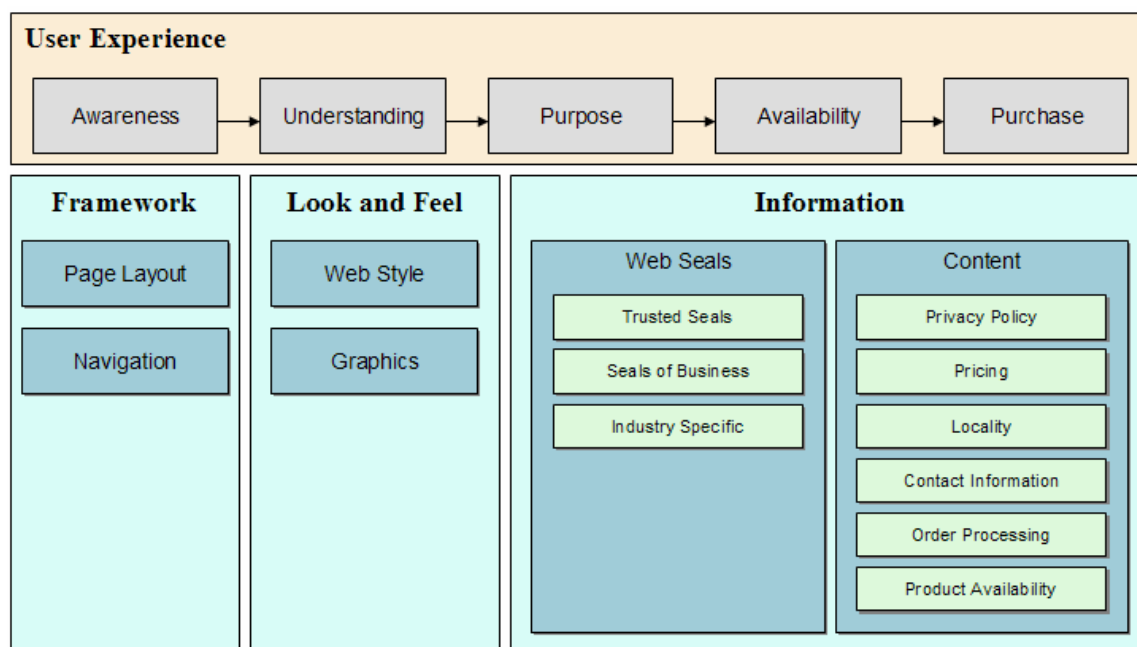 User Experience
Awareness
Understanding
Purpose
Availability
Purchase
Framework
Page Layout
Navigation
Look and Feel
Web Style
Graphics
Information
Web Seals
Trusted Seals
Seals of Business
Industry Specific
Content
Privacy Policy
Pricing
Locality
Contact Information
Order Processing
Product Availability